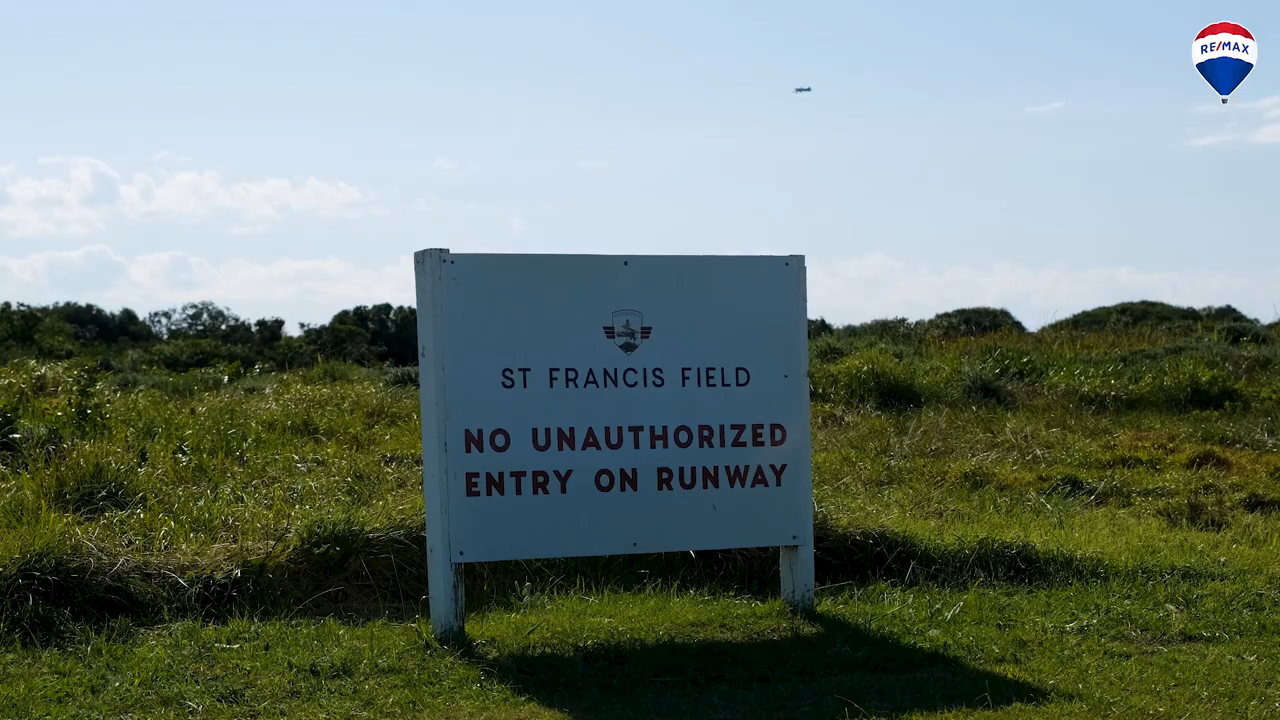 RE/MAX
ST FRANCIS FIELD
NO UNAUTHORIZED
ENTRY ON RUNWAY